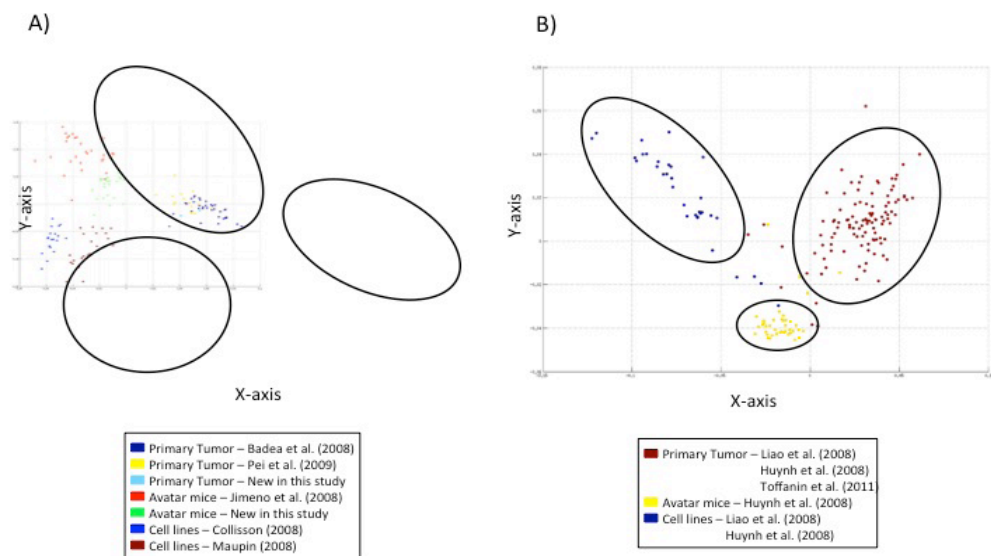 A)
B)
Y-axis
X-axis
Y-axis
X-axis
Primary Tumor – Badea et al. (2008)
Primary Tumor – Pei et al. (2009)
Primary Tumor – New in this study
Avatar mice – Jimeno et al. (2008)
Avatar mice – New in this study
Cell lines – Collisson (2008)
Cell lines – Maupin (2008)
Primary Tumor – Liao et al. (2008)
Huynh et al. (2008)
Toffanin et al. (2011)
Avatar mice – Huynh et al. (2008)
Cell lines – Liao et al. (2008)
Huynh et al. (2008)